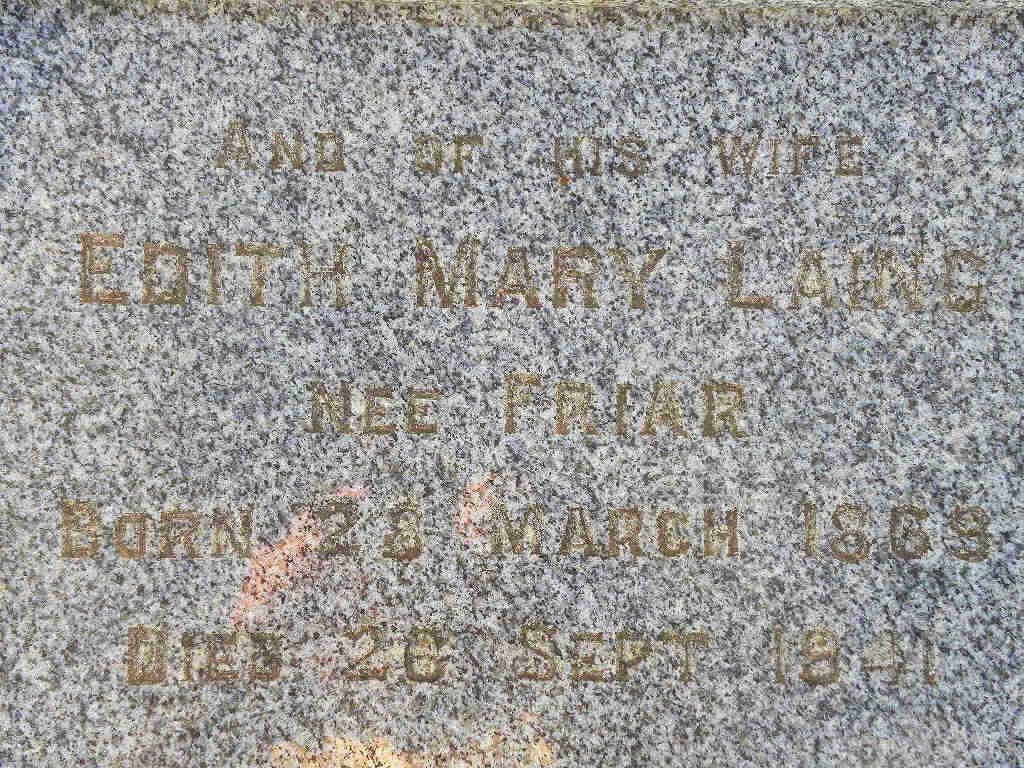 And of his wife
Edith Mary Laing
nee Friar
Born 23 March 1869
Died 26 Sept 1941